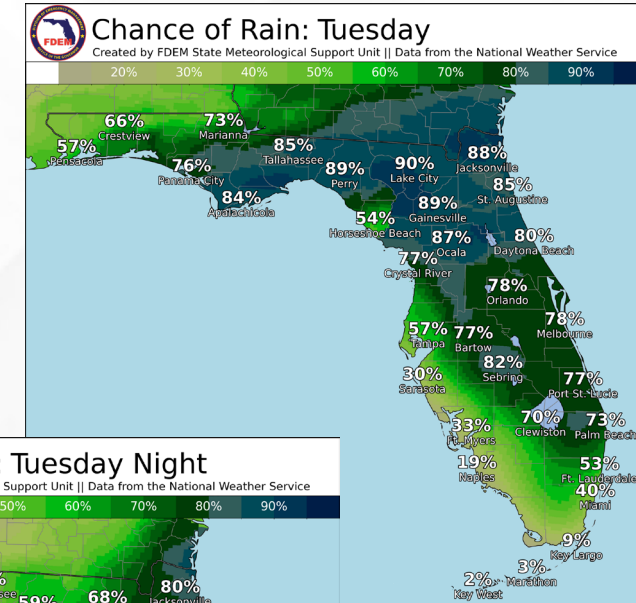 FDEM
Chance of Rain: Tuesday
Created by FDEM State Meteorological Support Unit || Data from the National Weather Service
20% 30% 40% 50% 60% 70% 80% 90%
66%
Crestview
73%
Marianna
57%
Pensacola
76%
Panama City
85%
Tallahassee
84%
Apalachicola
89%
Perry
90%
Lake City
88%
Jacksonville
85%
St. Augustine
89%
Gainesville
54%
Horseshoe Beach
87%
Ocala
80%
Daytona Beach
77%
Crystal River
78%
Orlando
78%
Melbourne
57%
Tampa
77%
Bartow
82%
Sebring
30%
Sarasota
77%
Port St. Lucie
33%
Ft. Myers
70%
Clewiston
73%
Palm Beach
19%
Naples
53%
Ft. Lauderdale
40%
Miami
9%
Key Largo
3%
Marathon
2%
Key West
: Tuesday Night
Support Unit || Data from the National Weather Service
50% 60% 70% 80% 90%
%
see
59%
68%
80%
Jacksonville